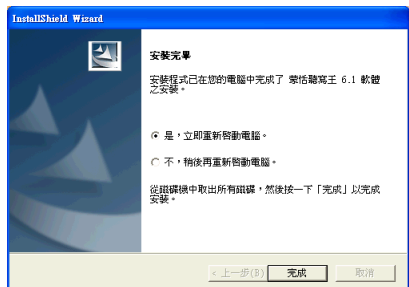 InstallShield Wizard
安裝完畢
安裝程式已在您的電腦中完成了 蒙恬聽寫王 6.1 軟體
之安裝。
是，立即重新啓動電腦。
不，稍後再重新啓動電腦。
從磁碟機中取出所有磁碟，然後按一下「完成」以完成
安裝。
< 上一步(B)
完成
取消